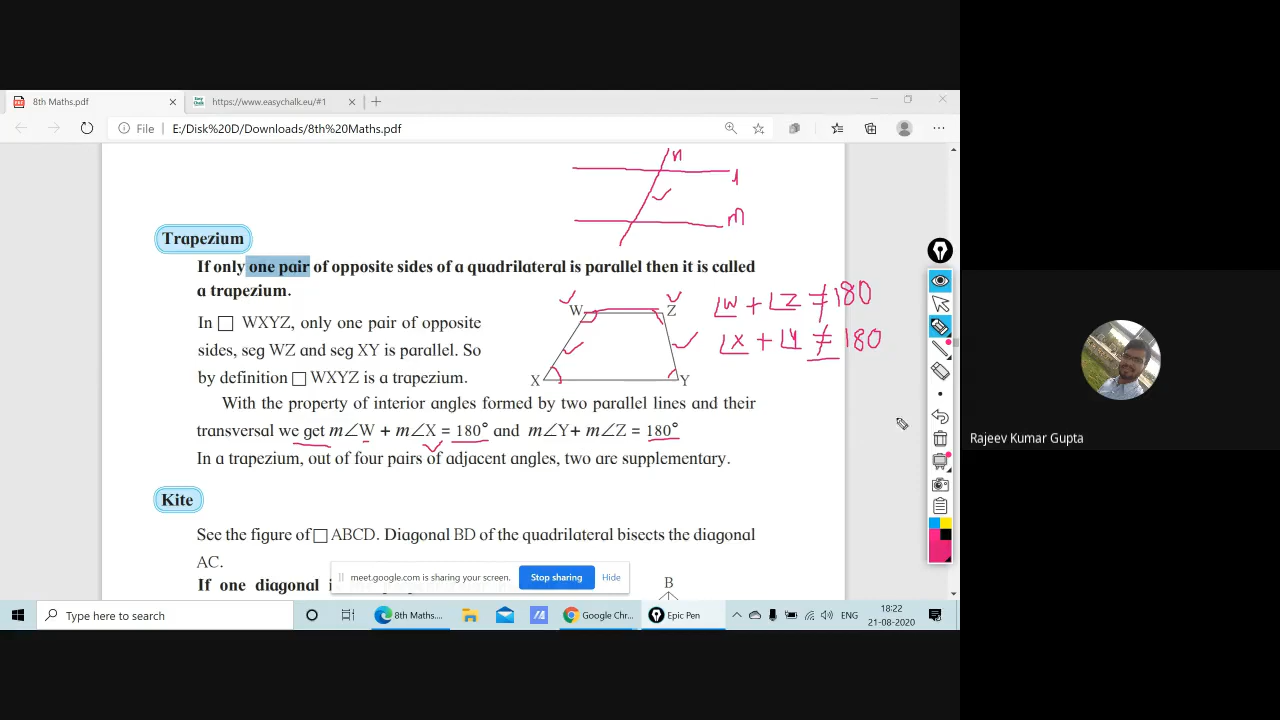 8th Maths.pdf
https://www.easychalk.eu/#1
File E:/Disk%20D/Downloads/8th%20Maths.pdf
n
l
m
Trapezium
If only one pair of opposite sides of a quadrilateral is parallel then it is called
a trapezium.
In □ WXYZ, only one pair of opposite
sides, seg WZ and seg XY is parallel. So
by definition □ WXYZ is a trapezium.
W Z
X Y
∠W + ∠Z ≠ 180
∠X + ∠Y ≠ 180
With the property of interior angles formed by two parallel lines and their
transversal we get m∠W + m∠X = 180° and m∠Y+ m∠Z = 180°
In a trapezium, out of four pairs of adjacent angles, two are supplementary.
Kite
See the figure of □ ABCD. Diagonal BD of the quadrilateral bisects the diagonal
AC.
If one diagonal
B
meet.google.com is sharing your screen. Stop sharing Hide
Type here to search
8th Maths....
Google Chr...
Epic Pen
ENG
18:22
21-08-2020
Rajeev Kumar Gupta